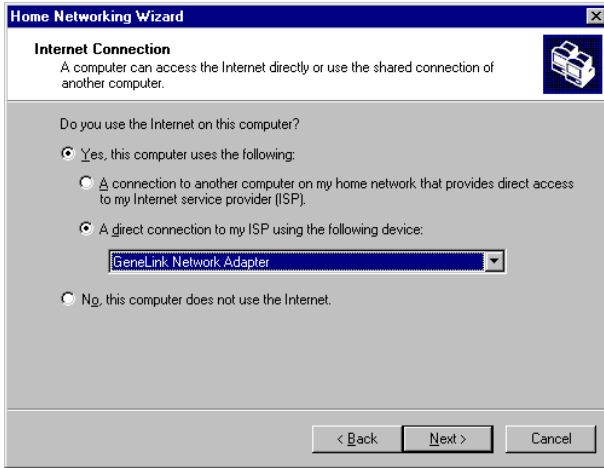 Home Networking Wizard
Internet Connection
A computer can access the Internet directly or use the shared connection of
another computer.
Do you use the Internet on this computer?
Yes, this computer uses the following:
A connection to another computer on my home network that provides direct access
to my Internet service provider (ISP).
A direct connection to my ISP using the following device:
GeneLink Network Adapter
No, this computer does not use the Internet.
< Back Next > Cancel